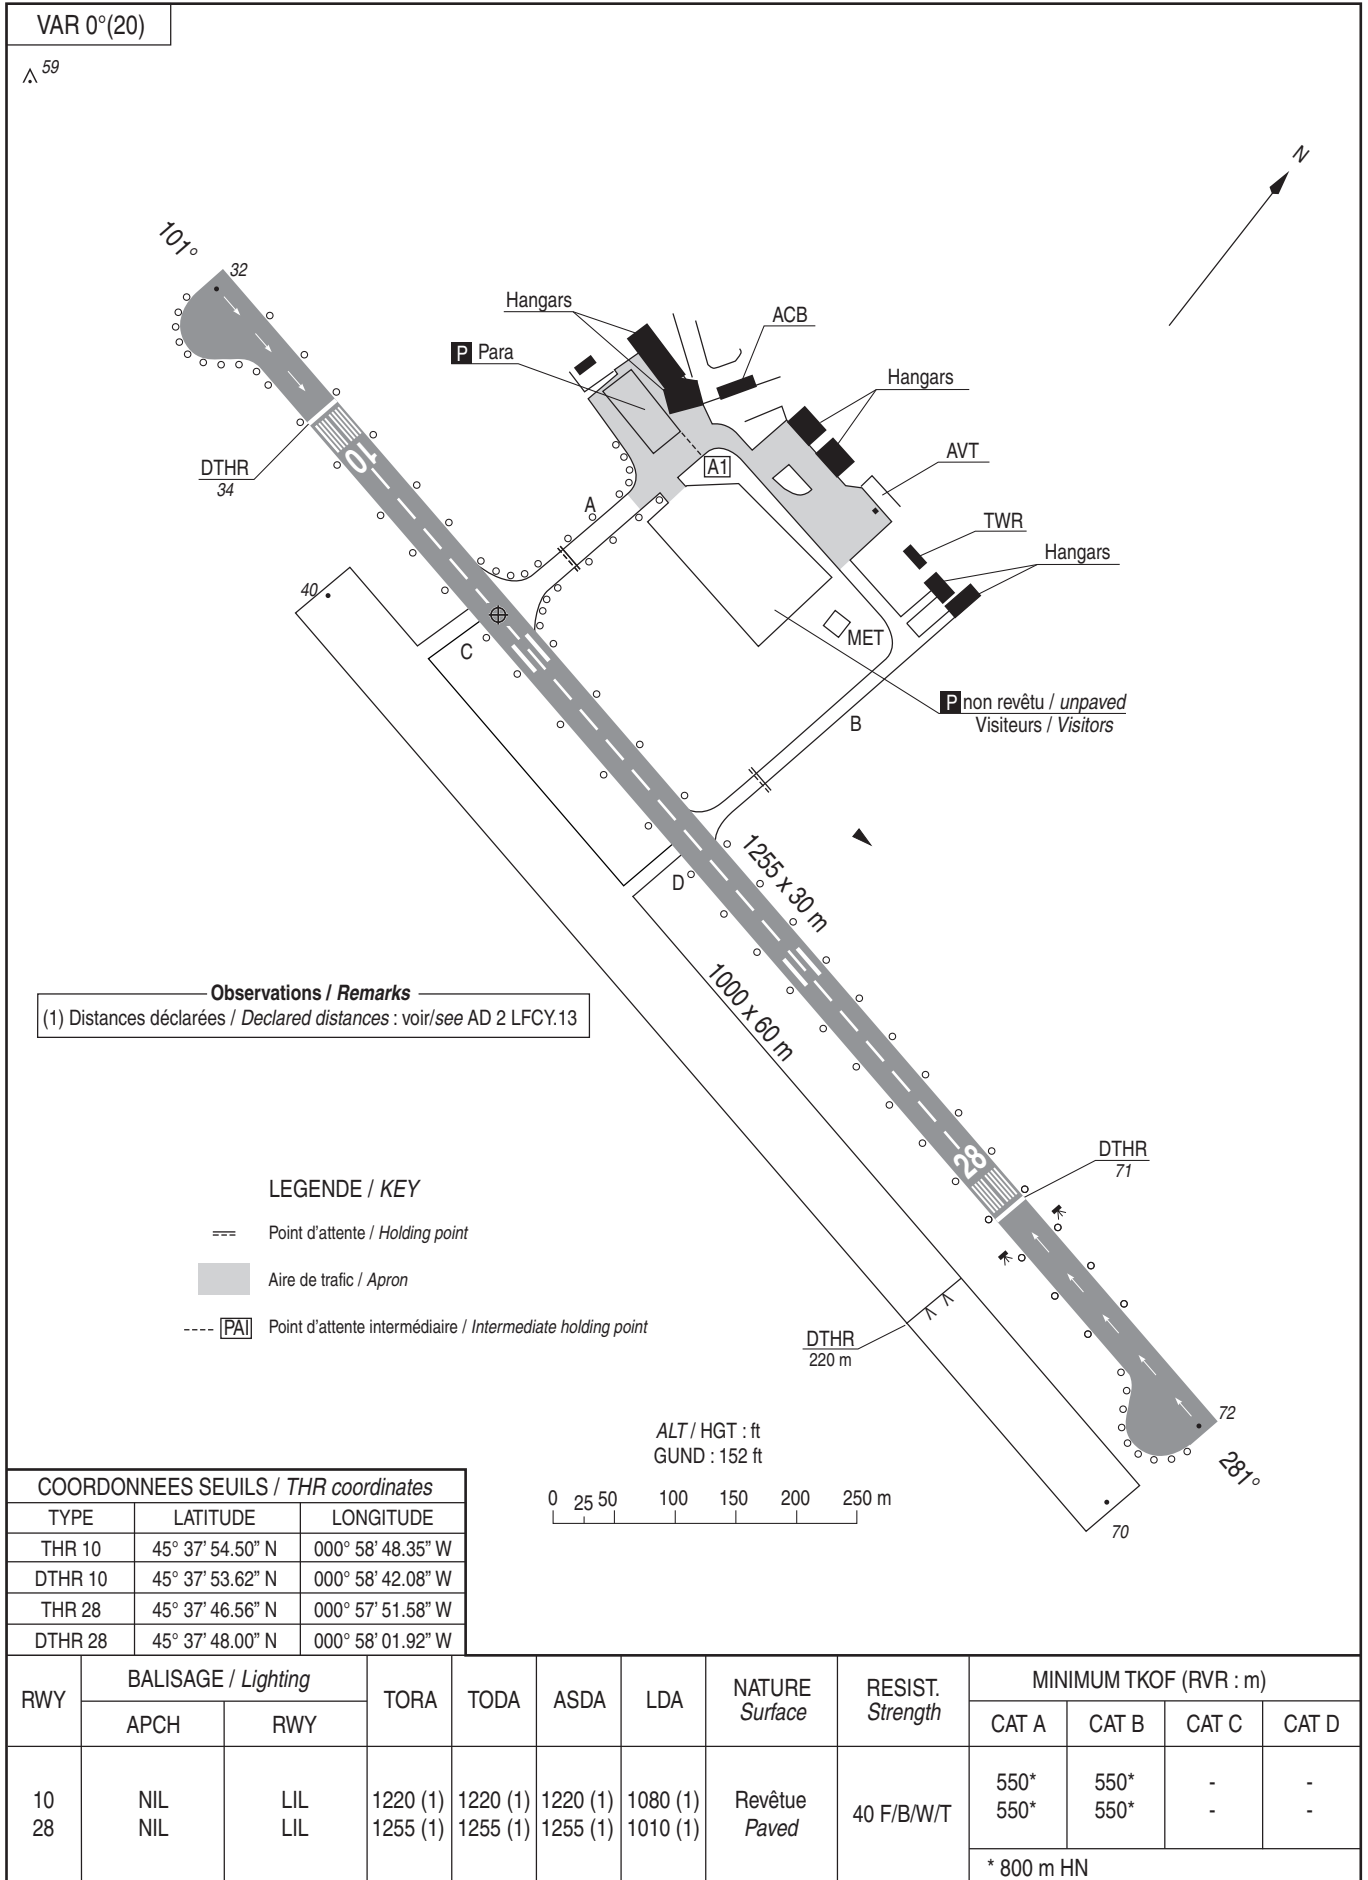 VAR 0°(20)
59
N
101°
32
Hangars
ACB
P Para
Hangars
DTHR
34
A1
AVT
A
TWR
Hangars
40
C
MET
P non revêtu / unpaved
Visiteurs / Visitors
B
10
D
1255 x 30 m
1000 x 60 m
Observations / Remarks
(1) Distances déclarées / Declared distances : voir/see AD 2 LFCY.13
28
DTHR
71
LEGENDE / KEY
Point d'attente / Holding point
Aire de trafic / Apron
PAI Point d'attente intermédiaire / Intermediate holding point
DTHR
220 m
72
281°
70
ALT / HGT : ft
GUND : 152 ft
0 25 50 100 150 200 250 m
COORDONNEES SEUILS / THR coordinates
TYPE LATITUDE LONGITUDE
THR 10 45° 37' 54.50" N 000° 58' 48.35" W
DTHR 10 45° 37' 53.62" N 000° 58' 42.08" W
THR 28 45° 37' 46.56" N 000° 57' 51.58" W
DTHR 28 45° 37' 48.00" N 000° 58' 01.92" W
RWY BALISAGE / Lighting TORA TODA ASDA LDA NATURE RESIST. MINIMUM TKOF (RVR : m)
Surface Strength
APCH RWY CAT A CAT B CAT C CAT D
10 NIL LIL 1220 (1) 1220 (1) 1220 (1) 1080 (1) Revêtue 40 F/B/W/T 550* 550* - -
28 NIL LIL 1255 (1) 1255 (1) 1255 (1) 1010 (1) Paved 550* 550* - -
* 800 m HN